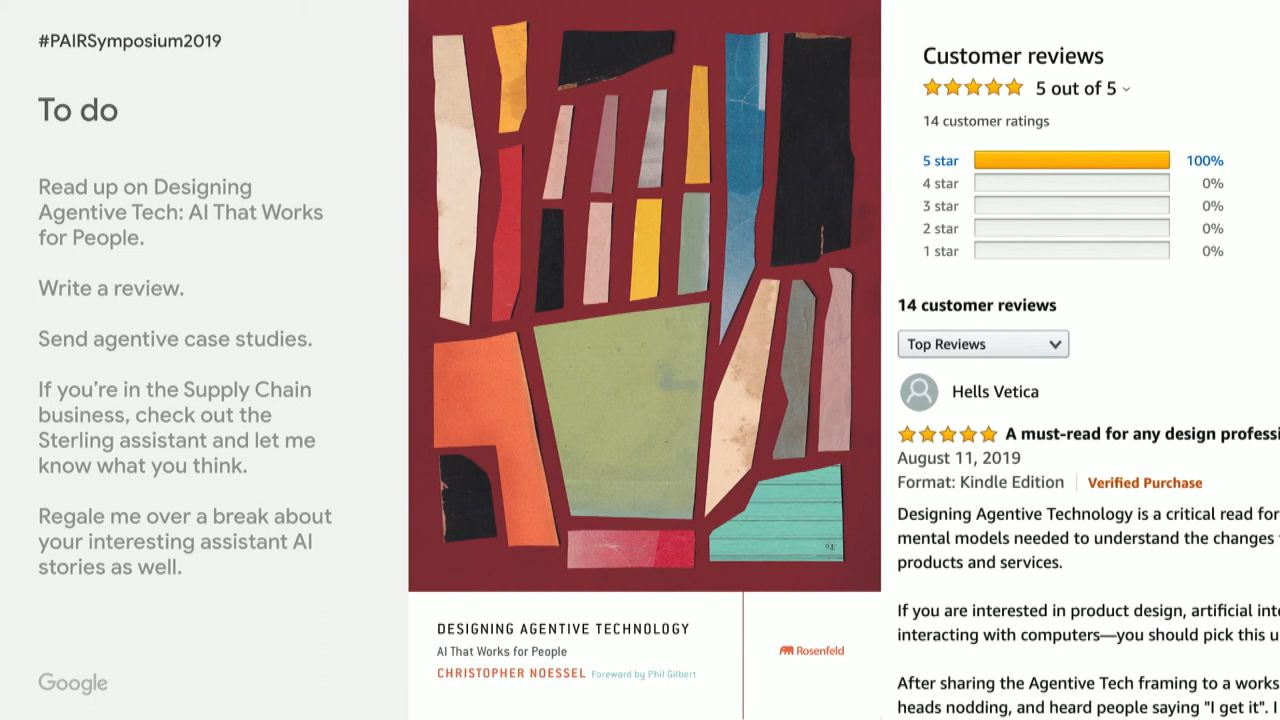 #PAIRSymposium2019
To do
Read up on Designing
Agentive Tech: AI That Works
for People.
Write a review.
Send agentive case studies.
If you’re in the Supply Chain
business, check out the
Sterling assistant and let me
know what you think.
Regale me over a break about
your interesting assistant AI
stories as well.
Google
DESIGNING AGENTIVE TECHNOLOGY
AI That Works for People
CHRISTOPHER NOESSEL Foreword by Phil Gilbert
Rosenfeld
Customer reviews
5 out of 5
14 customer ratings
5 star 100%
4 star 0%
3 star 0%
2 star 0%
1 star 0%
14 customer reviews
Top Reviews
Hells Vetica
A must-read for any design professi
August 11, 2019
Format: Kindle Edition Verified Purchase
Designing Agentive Technology is a critical read for
mental models needed to understand the changes
products and services.
If you are interested in product design, artificial inte
interacting with computers—you should pick this u
After sharing the Agentive Tech framing to a works
heads nodding, and heard people saying "I get it". I